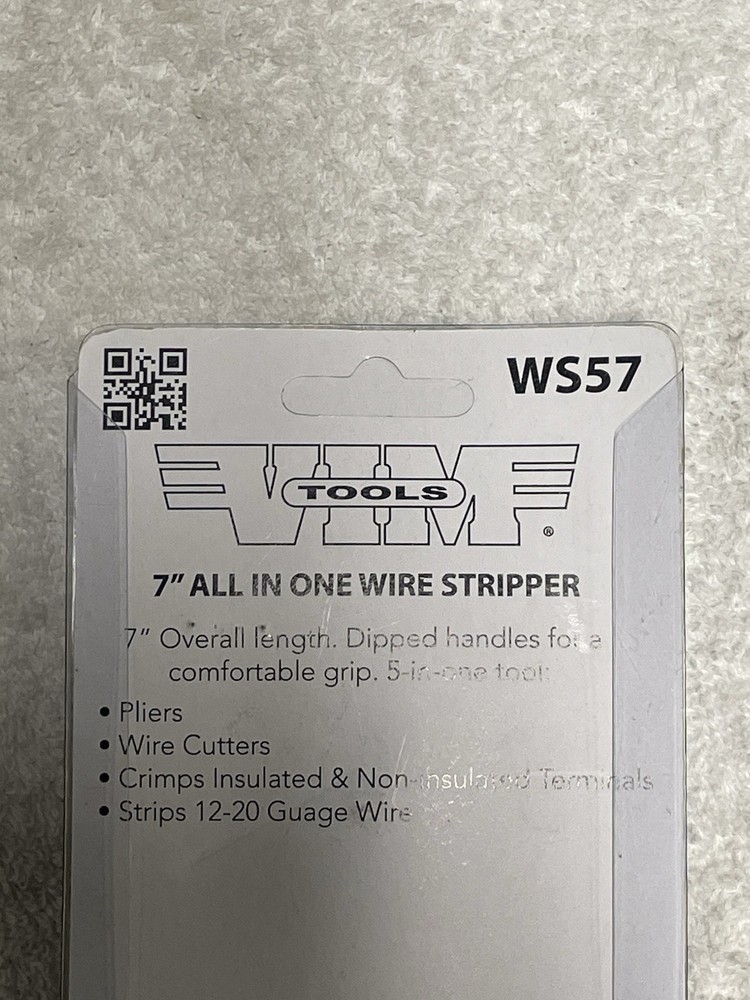 WS57
VIM
TOOLS
®
7" ALL IN ONE WIRE STRIPPER
7" Overall length. Dipped handles for a
comfortable grip. 5-in-one tool:
• Pliers
• Wire Cutters
• Crimps Insulated & Non-Insulated Terminals
• Strips 12-20 Guage Wire